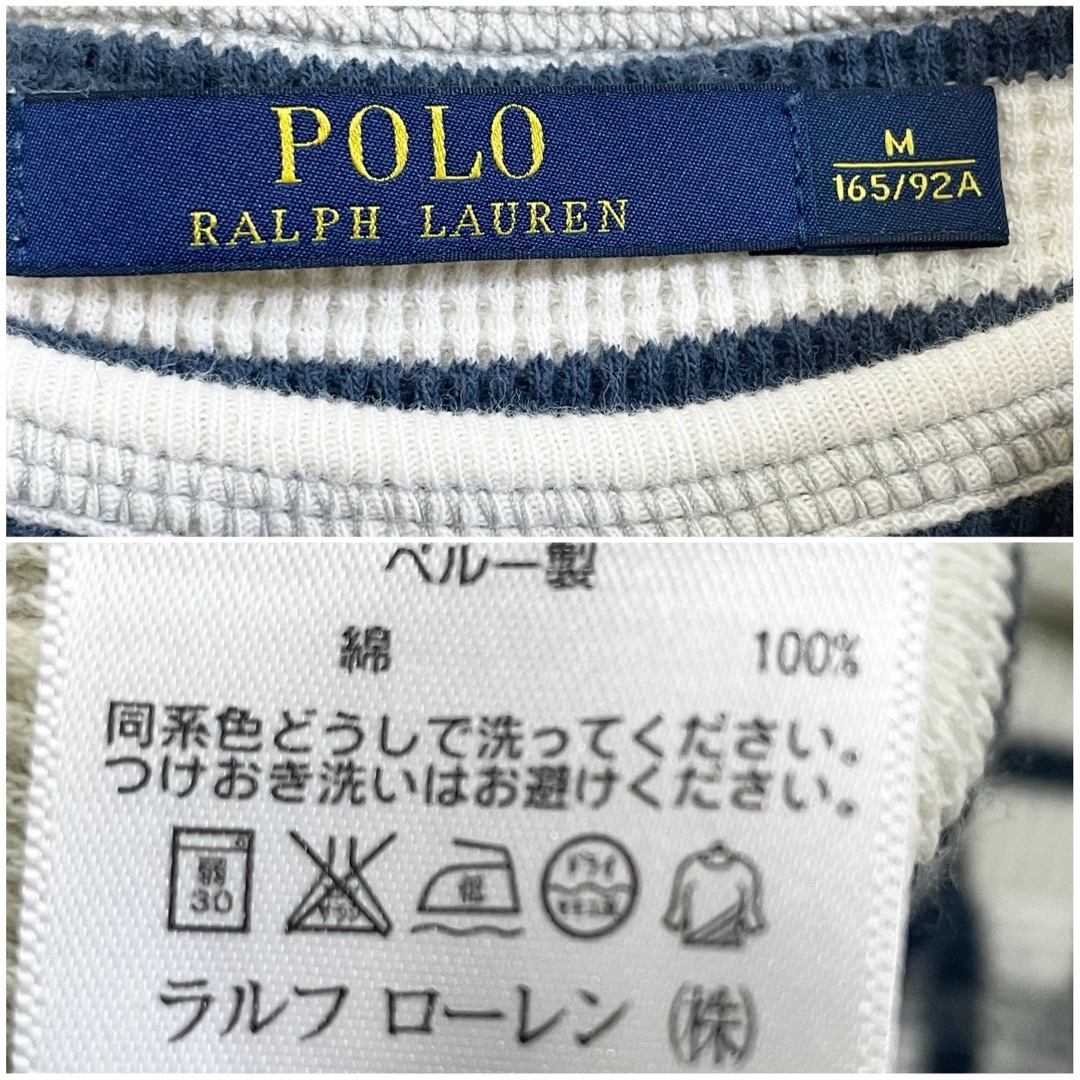 POLO
RALPH LAUREN
M
165/92A
ペルー製
綿 100%
同系色どうしで洗ってください。
つけおき洗いはお避けください。
弱
30
低
ドライ
ラルフ ローレン ㈱